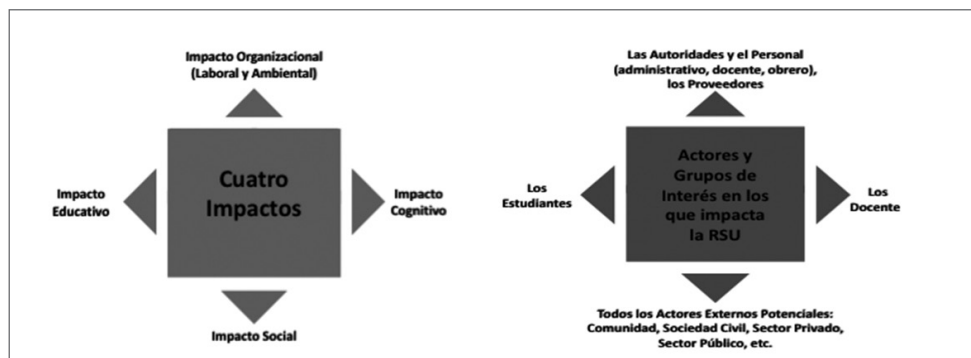 Impacto Organizacional
(Laboral y Ambiental)
Impacto
Educativo
Cuatro
Impactos
Impacto
Cognitivo
Impacto Social
Las Autoridades y el Personal
(administrativo, docente, obrero),
los Proveedores
Los
Estudiantes
Actores y
Grupos de
Interés en los
que impacta
la RSU
Los
Docente
Todos los Actores Externos Potenciales:
Comunidad, Sociedad Civil, Sector Privado,
Sector Público, etc.